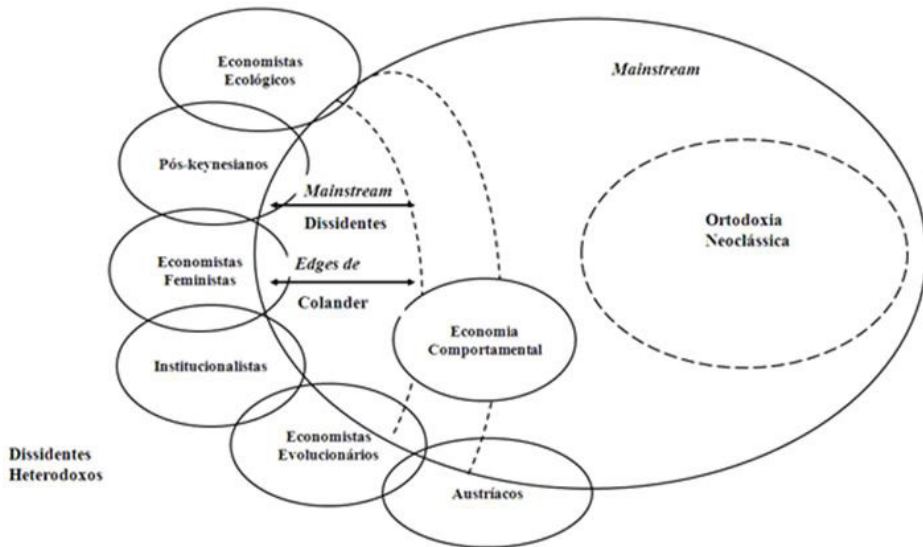 Economistas
Ecológicos
Mainstream
Pós-keynesianos
Mainstream
Dissidentes
Ortodoxia
Neoclássica
Economistas
Feministas
Edges de
Colander
Economia
Comportamental
Institucionalistas
Economistas
Evolucionários
Dissidentes
Heterodoxos
Austríacos